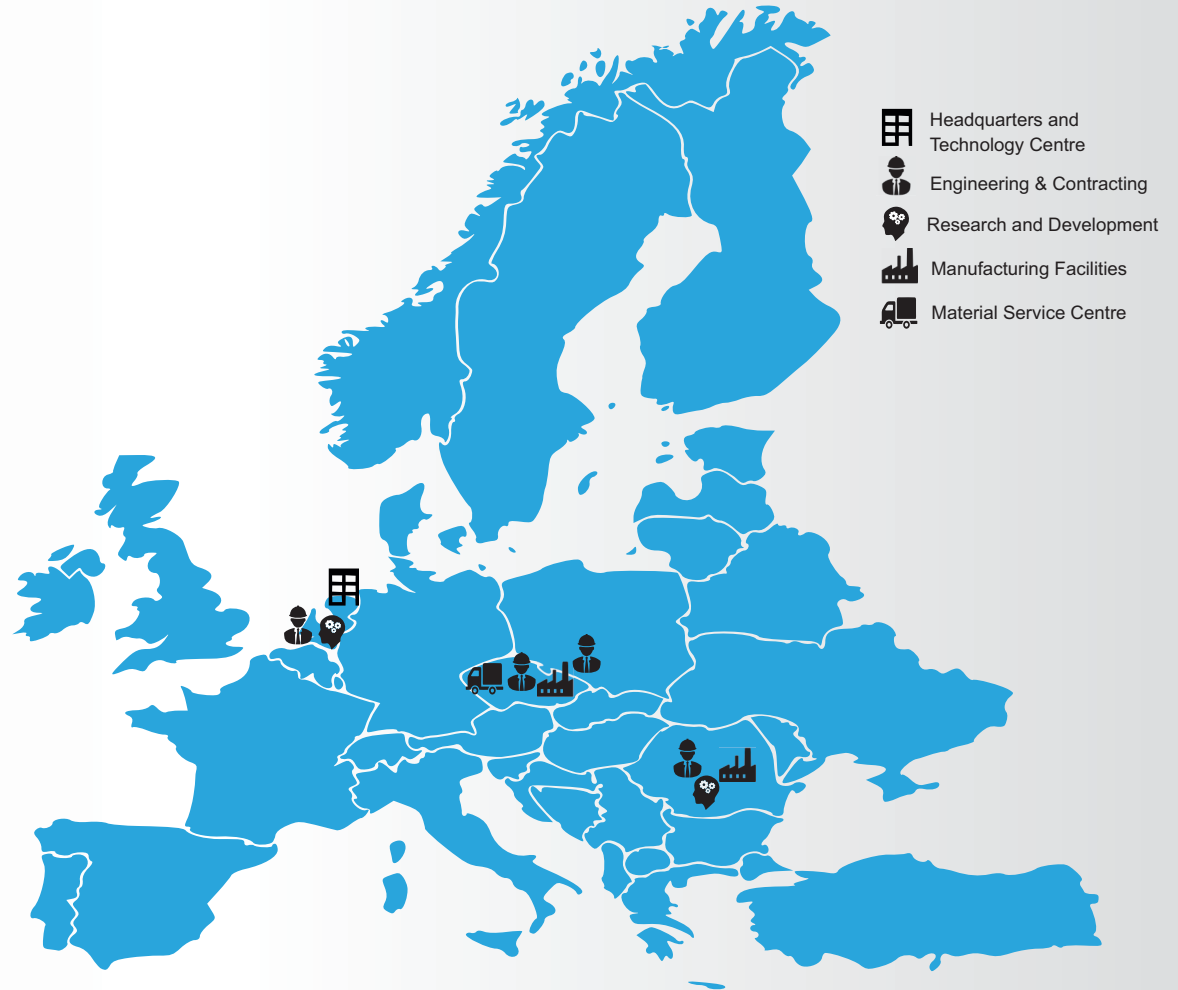 Headquarters and
Technology Centre
Engineering & Contracting
Research and Development
Manufacturing Facilities
Material Service Centre